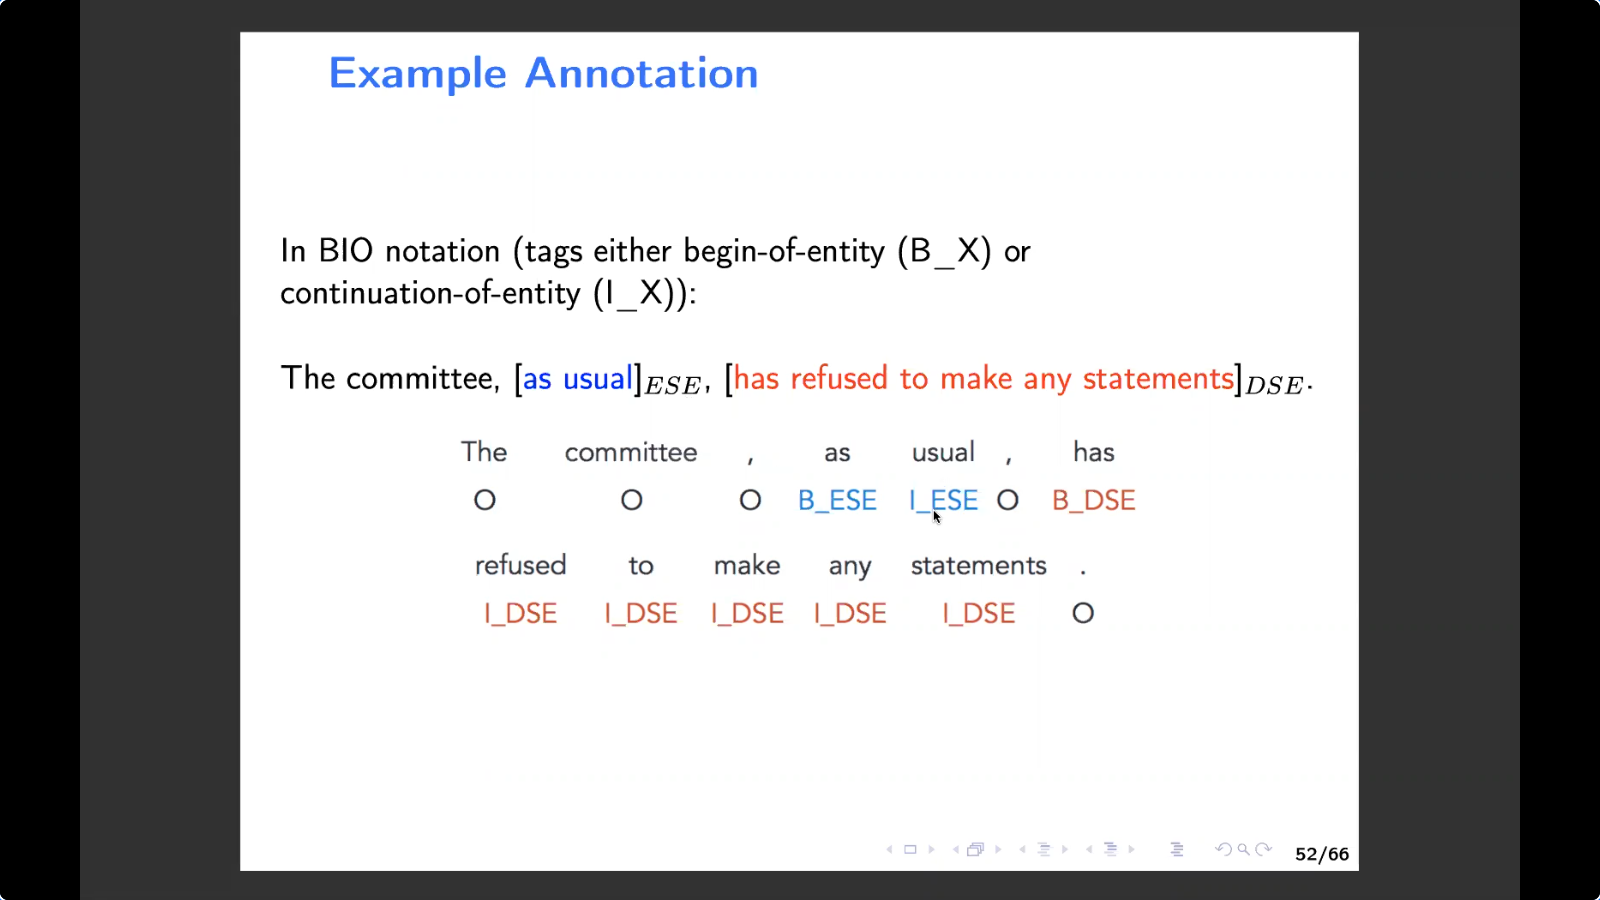 Example Annotation
In BIO notation (tags either begin-of-entity (B_X) or
continuation-of-entity (I_X)):
The committee, [as usual]ESE, [has refused to make any statements]DSE.
The committee , as usual , has
O O O B_ESE I_ESE O B_DSE
refused to make any statements .
I_DSE I_DSE I_DSE I_DSE I_DSE O
52/66